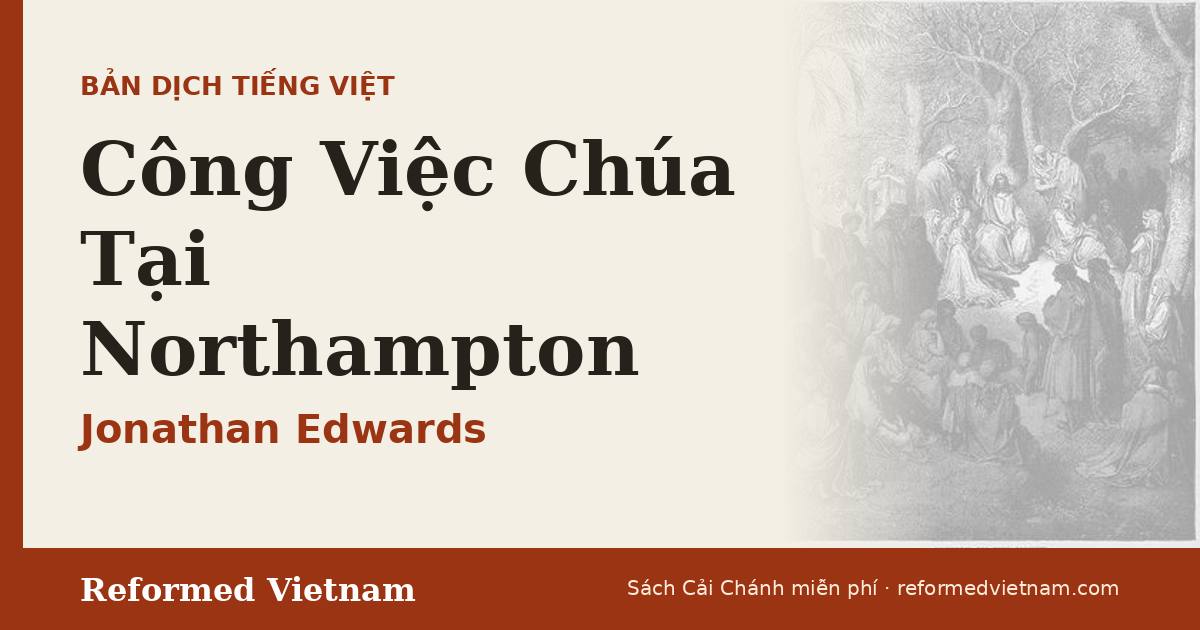 BẢN DỊCH TIẾNG VIỆT
Công Việc Chúa
Tại
Northampton
Jonathan Edwards
Reformed Vietnam
Sách Cải Chánh miễn phí · reformedvietnam.com